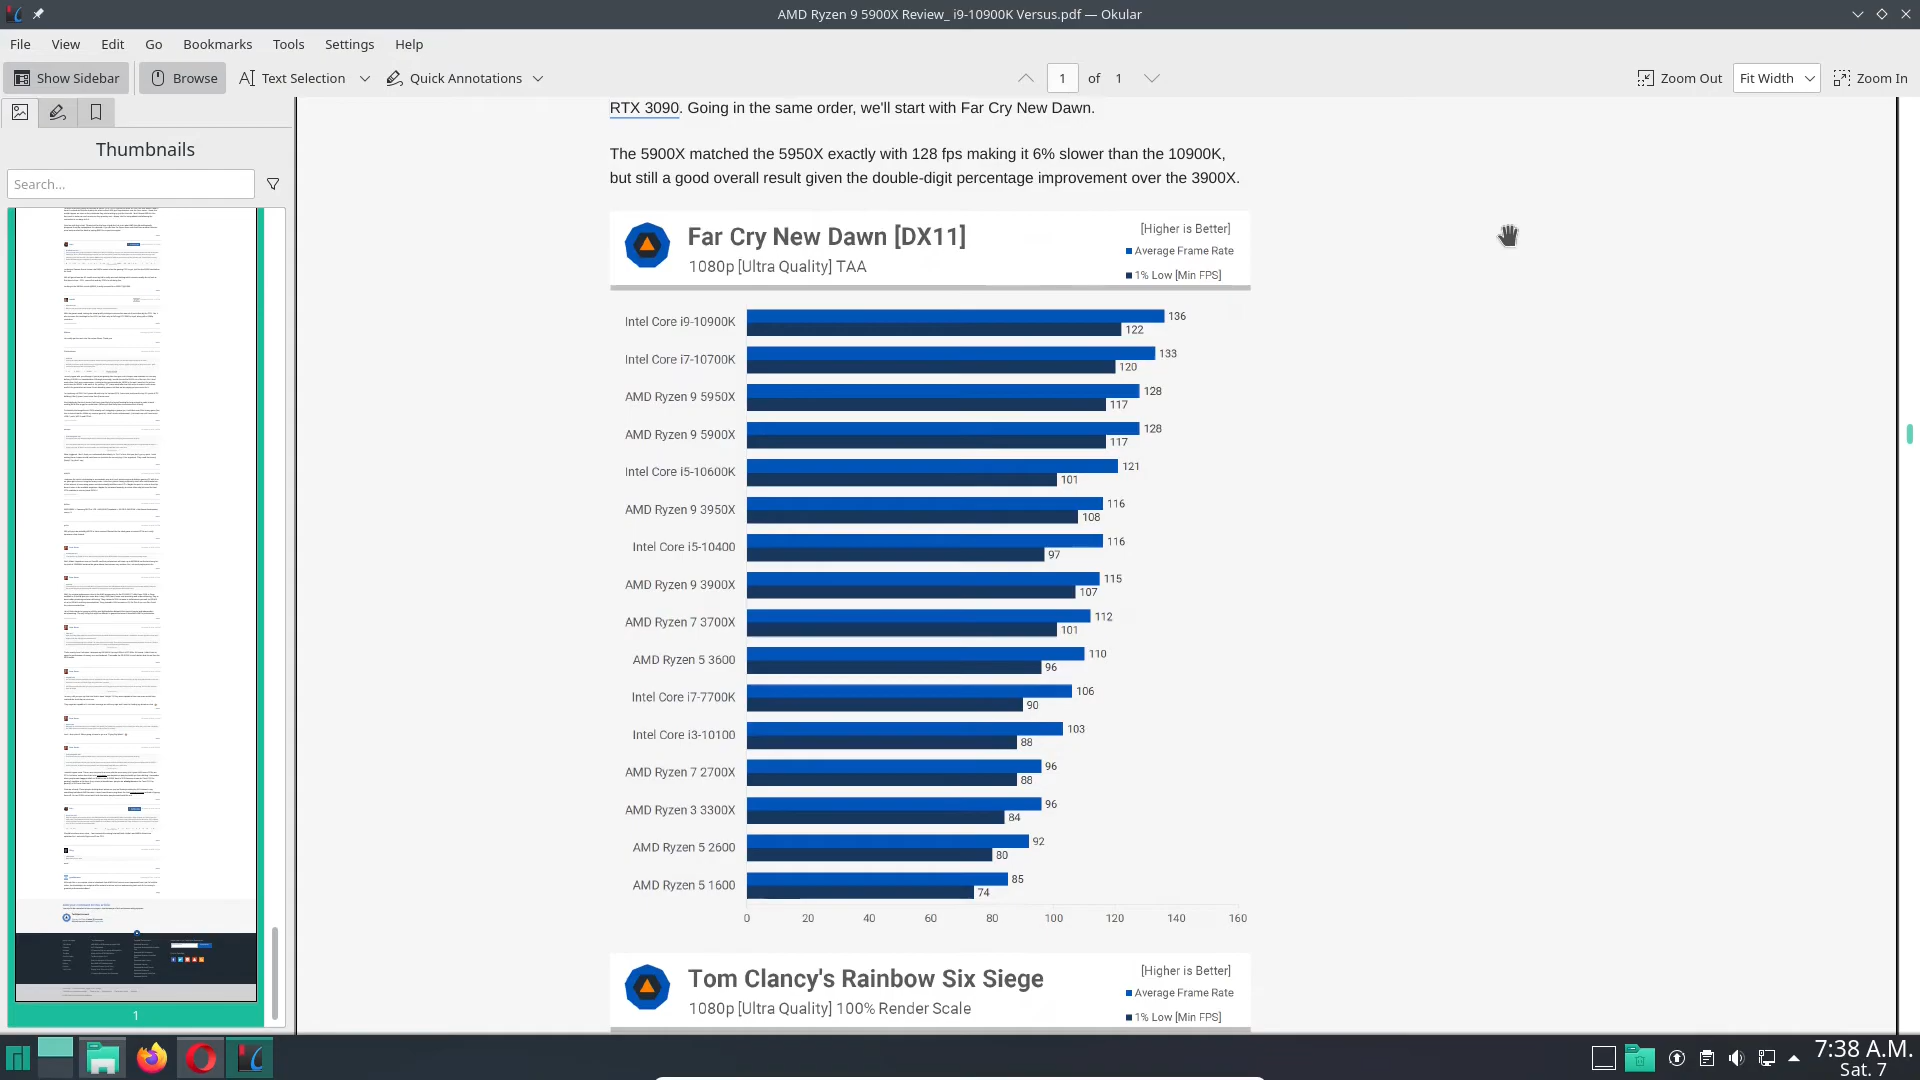 AMD Ryzen 9 5900X Review_ i9-10900K Versus.pdf — Okular
File View Edit Go Bookmarks Tools Settings Help
Show Sidebar Browse Text Selection Quick Annotations 1 of 1 Zoom Out Fit Width Zoom In
Thumbnails
Search...
1
RTX 3090. Going in the same order, we'll start with Far Cry New Dawn.
The 5900X matched the 5950X exactly with 128 fps making it 6% slower than the 10900K,
but still a good overall result given the double-digit percentage improvement over the 3900X.
Far Cry New Dawn [DX11]
1080p [Ultra Quality] TAA
[Higher is Better]
Average Frame Rate
1% Low [Min FPS]
Intel Core i9-10900K 136 122
Intel Core i7-10700K 133 120
AMD Ryzen 9 5950X 128 117
AMD Ryzen 9 5900X 128 117
Intel Core i5-10600K 121 101
AMD Ryzen 9 3950X 116 108
Intel Core i5-10400 116 97
AMD Ryzen 9 3900X 115 107
AMD Ryzen 7 3700X 112 101
AMD Ryzen 5 3600 110 96
Intel Core i7-7700K 106 90
Intel Core i3-10100 103 88
AMD Ryzen 7 2700X 96 88
AMD Ryzen 3 3300X 96 84
AMD Ryzen 5 2600 92 80
AMD Ryzen 5 1600 85 74
0 20 40 60 80 100 120 140 160
Tom Clancy's Rainbow Six Siege
1080p [Ultra Quality] 100% Render Scale
[Higher is Better]
Average Frame Rate
1% Low [Min FPS]
7:38 A.M.
Sat. 7